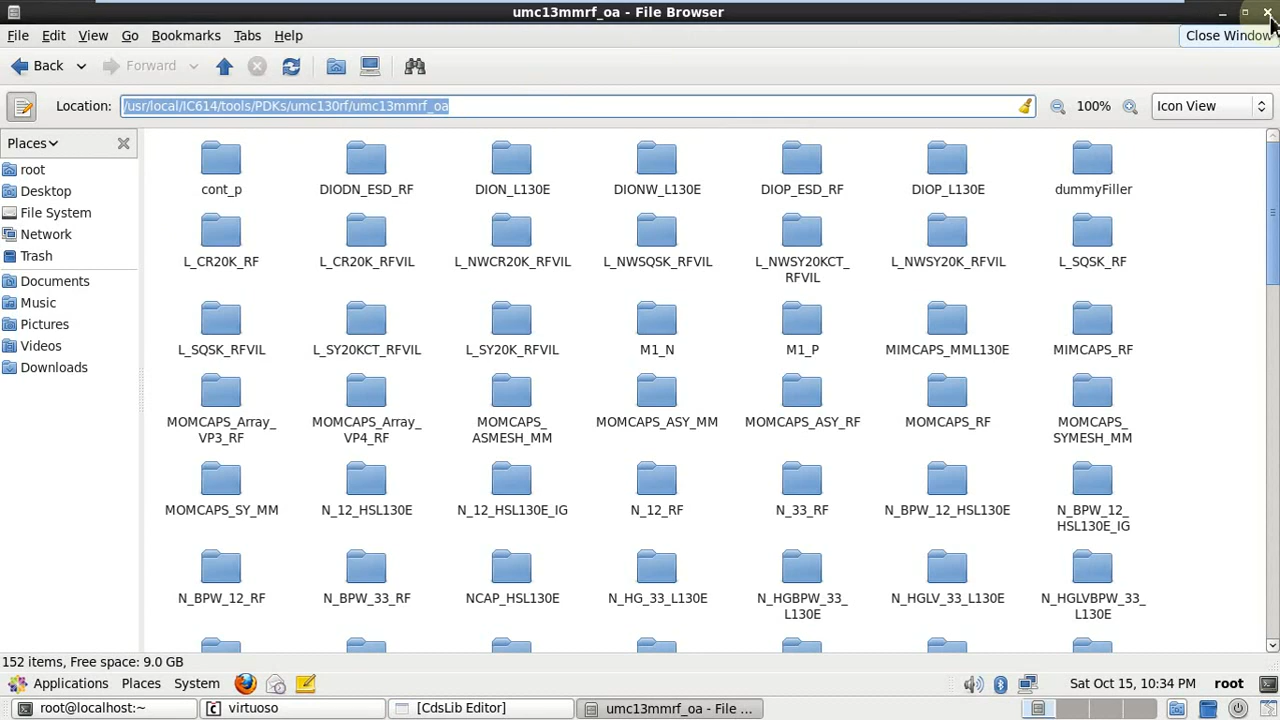 umc13mmrf_oa - File Browser
File Edit View Go Bookmarks Tabs Help
Close Window
Back Forward
Location: /usr/local/IC614/tools/PDKs/umc130rf/umc13mmrf_oa 100% Icon View
Places
root
Desktop
File System
Network
Trash
Documents
Music
Pictures
Videos
Downloads
cont_p DIODN_ESD_RF DION_L130E DIONW_L130E DIOP_ESD_RF DIOP_L130E dummyFiller
L_CR20K_RF L_CR20K_RFVIL L_NWCR20K_RFVIL L_NWSQSK_RFVIL L_NWSY20KCT_ L_NWSY20K_RFVIL L_SQSK_RF
RFVIL
L_SQSK_RFVIL L_SY20KCT_RFVIL L_SY20K_RFVIL M1_N M1_P MIMCAPS_MML130E MIMCAPS_RF
MOMCAPS_Array_ MOMCAPS_Array_ MOMCAPS_ MOMCAPS_ASY_MM MOMCAPS_ASY_RF MOMCAPS_RF MOMCAPS_
VP3_RF VP4_RF ASMESH_MM SYMESH_MM
MOMCAPS_SY_MM N_12_HSL130E N_12_HSL130E_IG N_12_RF N_33_RF N_BPW_12_HSL130E N_BPW_12_
HSL130E_IG
N_BPW_12_RF N_BPW_33_RF NCAP_HSL130E N_HG_33_L130E N_HGBPW_33_ N_HGLV_33_L130E N_HGLVBPW_33_
L130E L130E
152 items, Free space: 9.0 GB
Applications Places System Sat Oct 15, 10:34 PM root
root@localhost:~ virtuoso [CdsLib Editor] umc13mmrf_oa - File ...